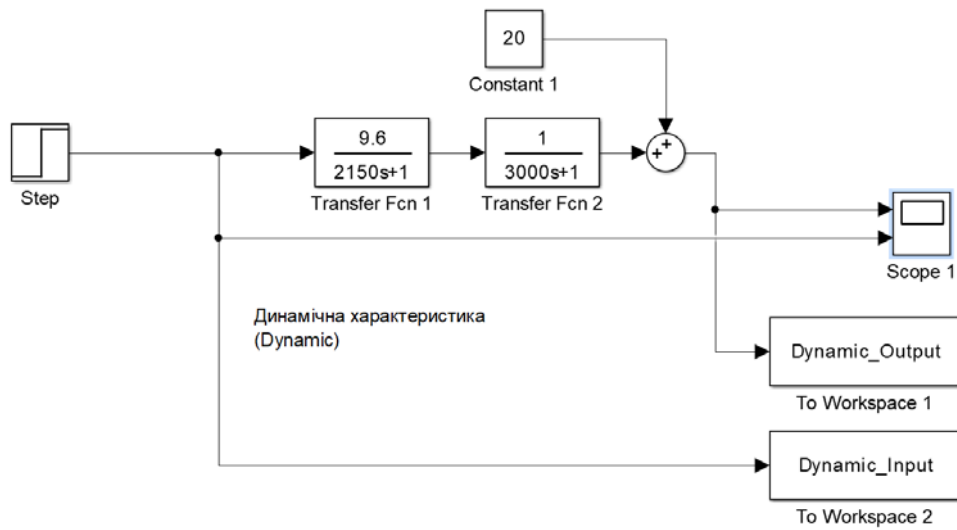 20
Constant 1
Step
9.6
2150s+1
Transfer Fcn 1
1
3000s+1
Transfer Fcn 2
++
Scope 1
Динамічна характеристика
(Dynamic)
Dynamic_Output
To Workspace 1
Dynamic_Input
To Workspace 2